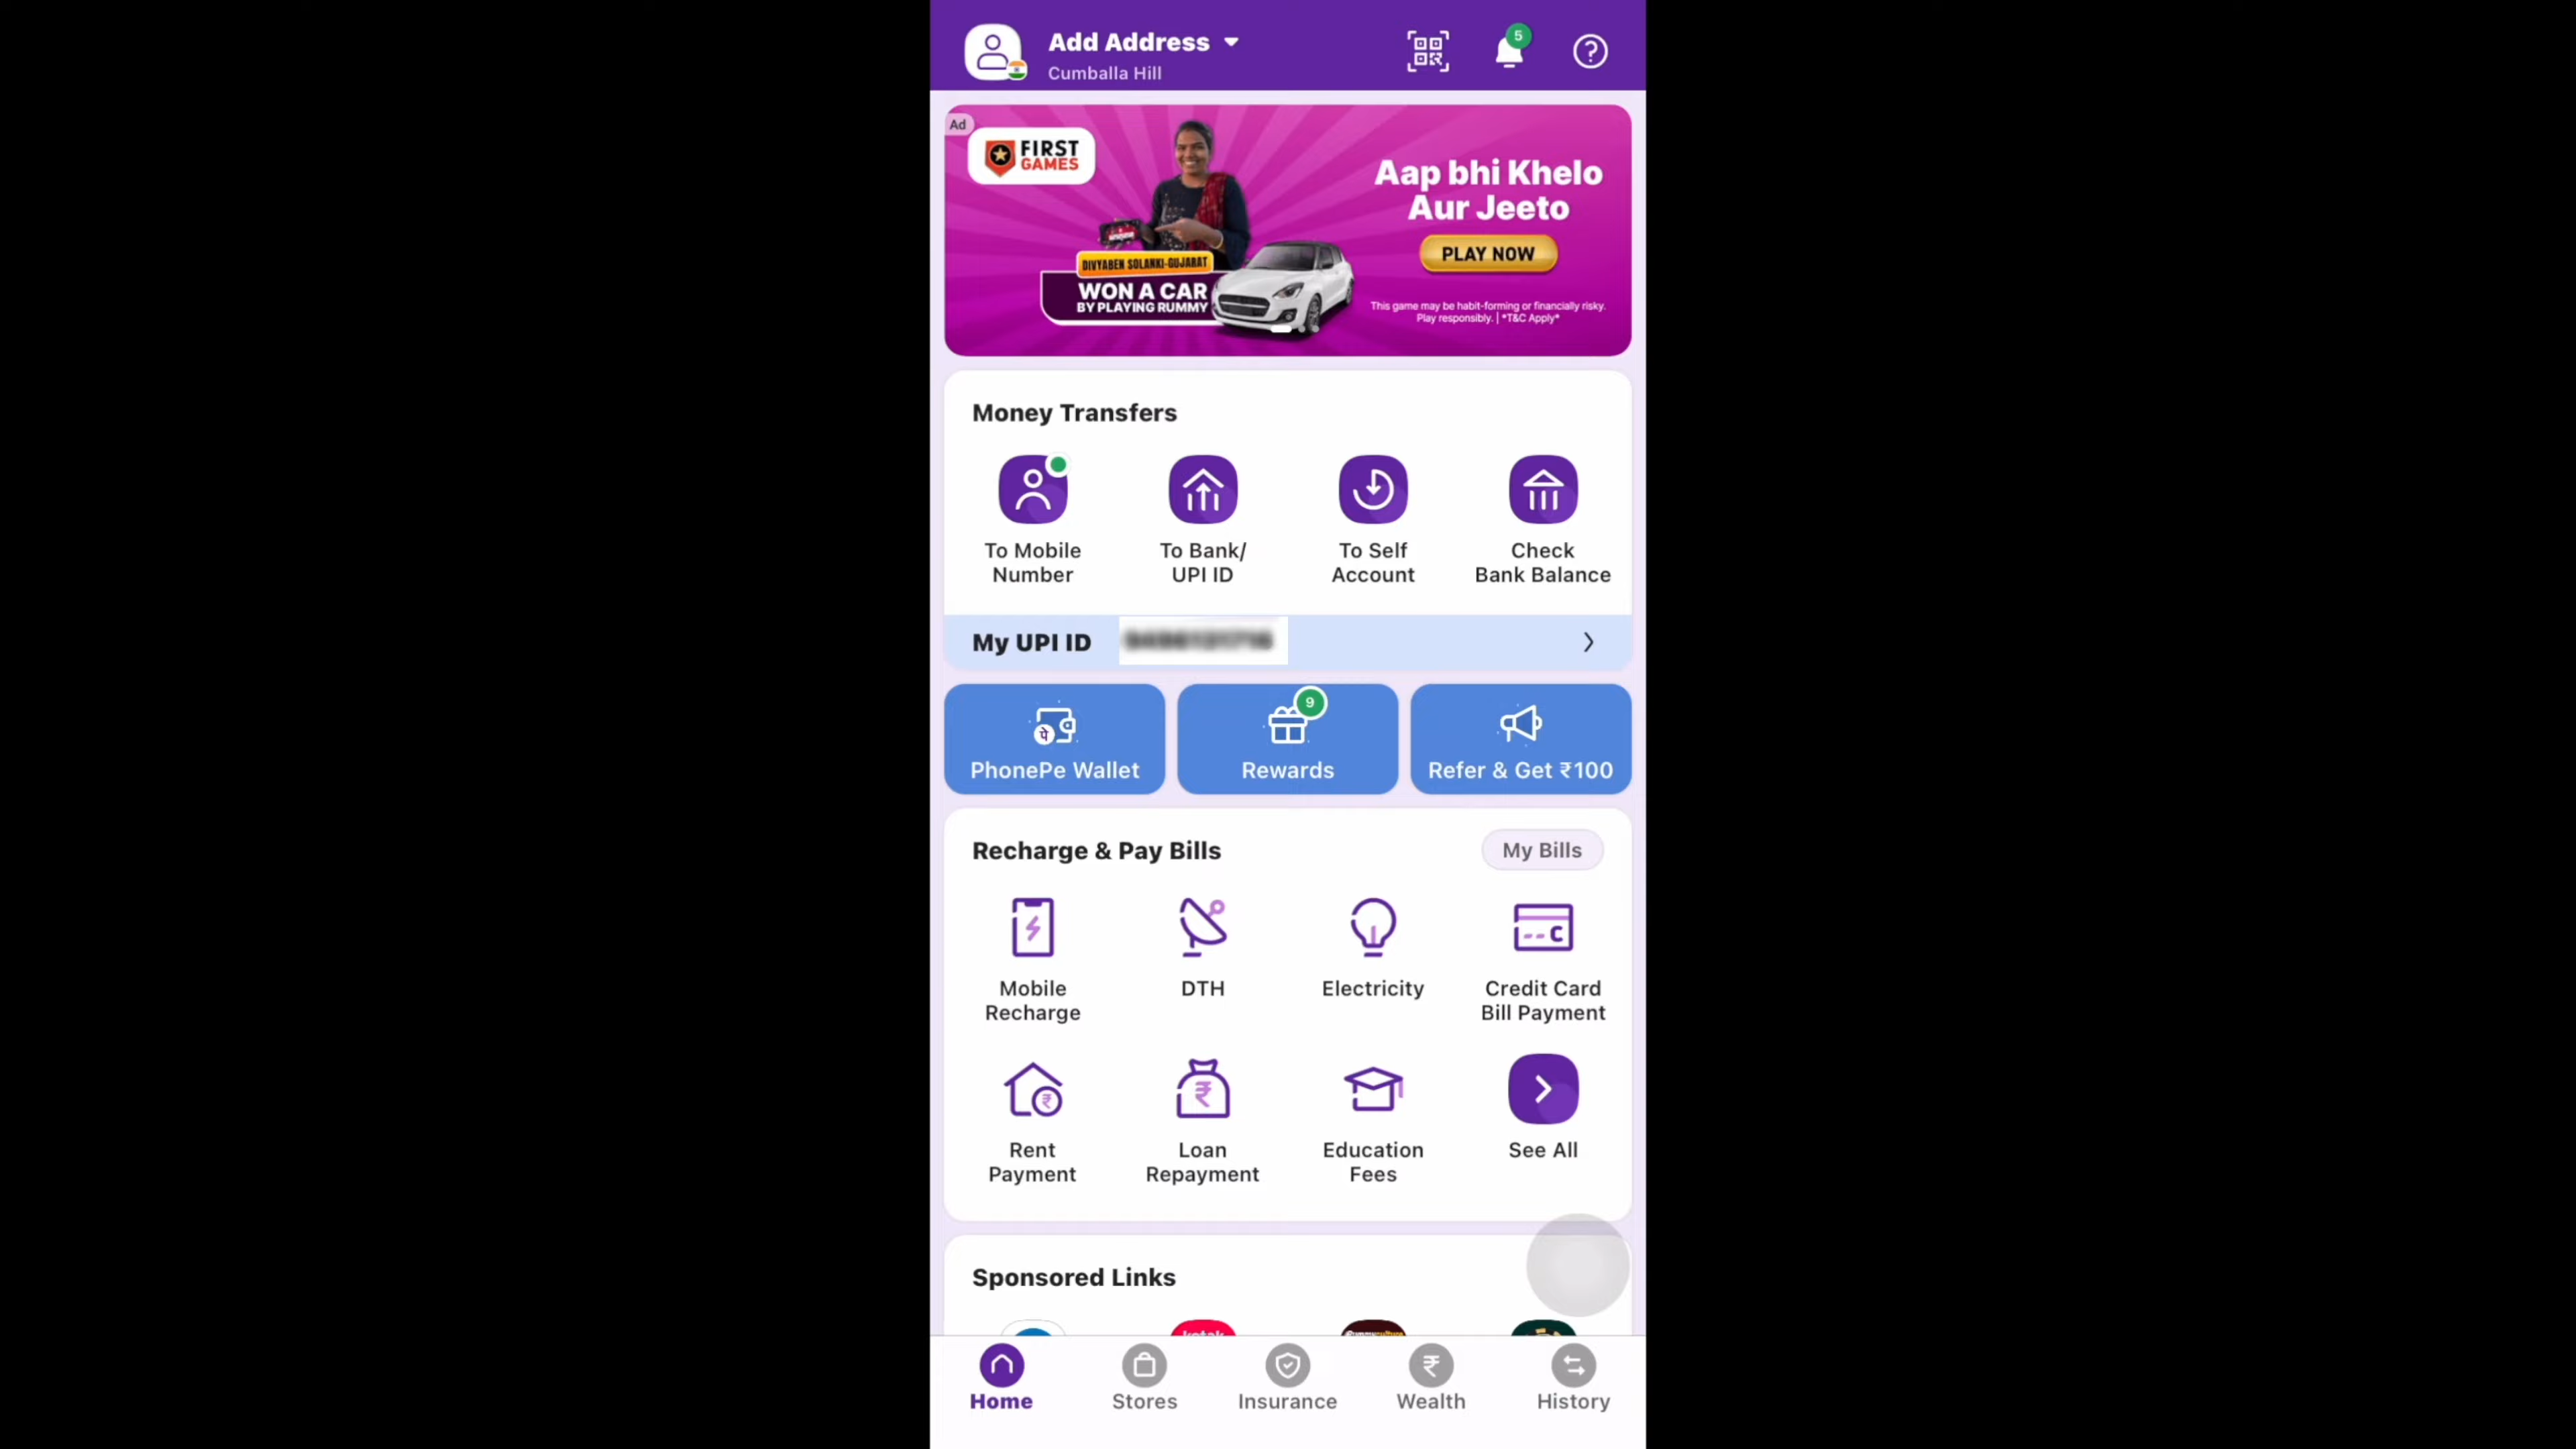 Add Address
Cumballa Hill
5
Ad
FIRST
GAMES
Aap bhi Khelo
Aur Jeeto
PLAY NOW
DIVYABEN SOLANKI-GUJARAT
WON A CAR
BY PLAYING RUMMY
This game may be habit-forming or financially risky.
Play responsibly. | *T&C Apply*
Money Transfers
To Mobile
Number
To Bank/
UPI ID
To Self
Account
Check
Bank Balance
My UPI ID
9
पे
PhonePe Wallet
Rewards
Refer & Get ₹100
Recharge & Pay Bills
My Bills
Mobile
Recharge
DTH
Electricity
Credit Card
Bill Payment
Rent
Payment
Loan
Repayment
Education
Fees
See All
Sponsored Links
kotak
Home
Stores
Insurance
Wealth
History